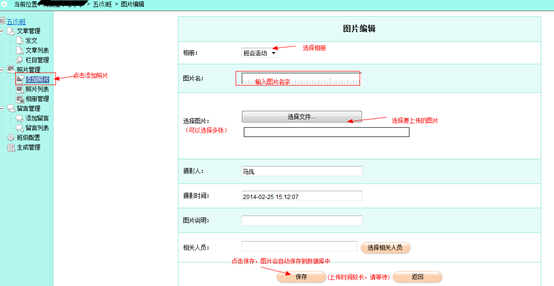 当前位置
五(5)班 - 图片编辑
五(5)班
文章管理
发文
文章列表
栏目管理
照片管理
添加照片
照片列表
相册管理
留言管理
添加留言
留言列表
班级配置
生成管理
点击添加照片
图片编辑
相册:
班会活动
选择相册
图片名:
输入图片名字
选择图片:
(可以选择多张)
选择文件...
选择要上传的图片
摄影人:
马凤
摄影时间:
2014-02-25 15:12:07
图片说明:
相关人员:
选择相关人员
点击保存,图片会自动保存到数据库中
保存
(上传时间较长,请等待)
返回